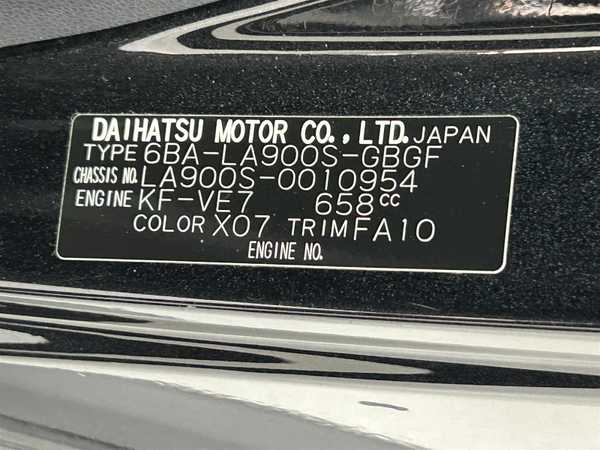 DAIHATSU MOTOR CO., LTD. JAPAN
TYPE 6BA-LA900S-GBGF
CHASSIS NO. LA900S-0010954
ENGINE KF-VE7 658CC
COLOR X07 TRIM FA10
ENGINE NO.